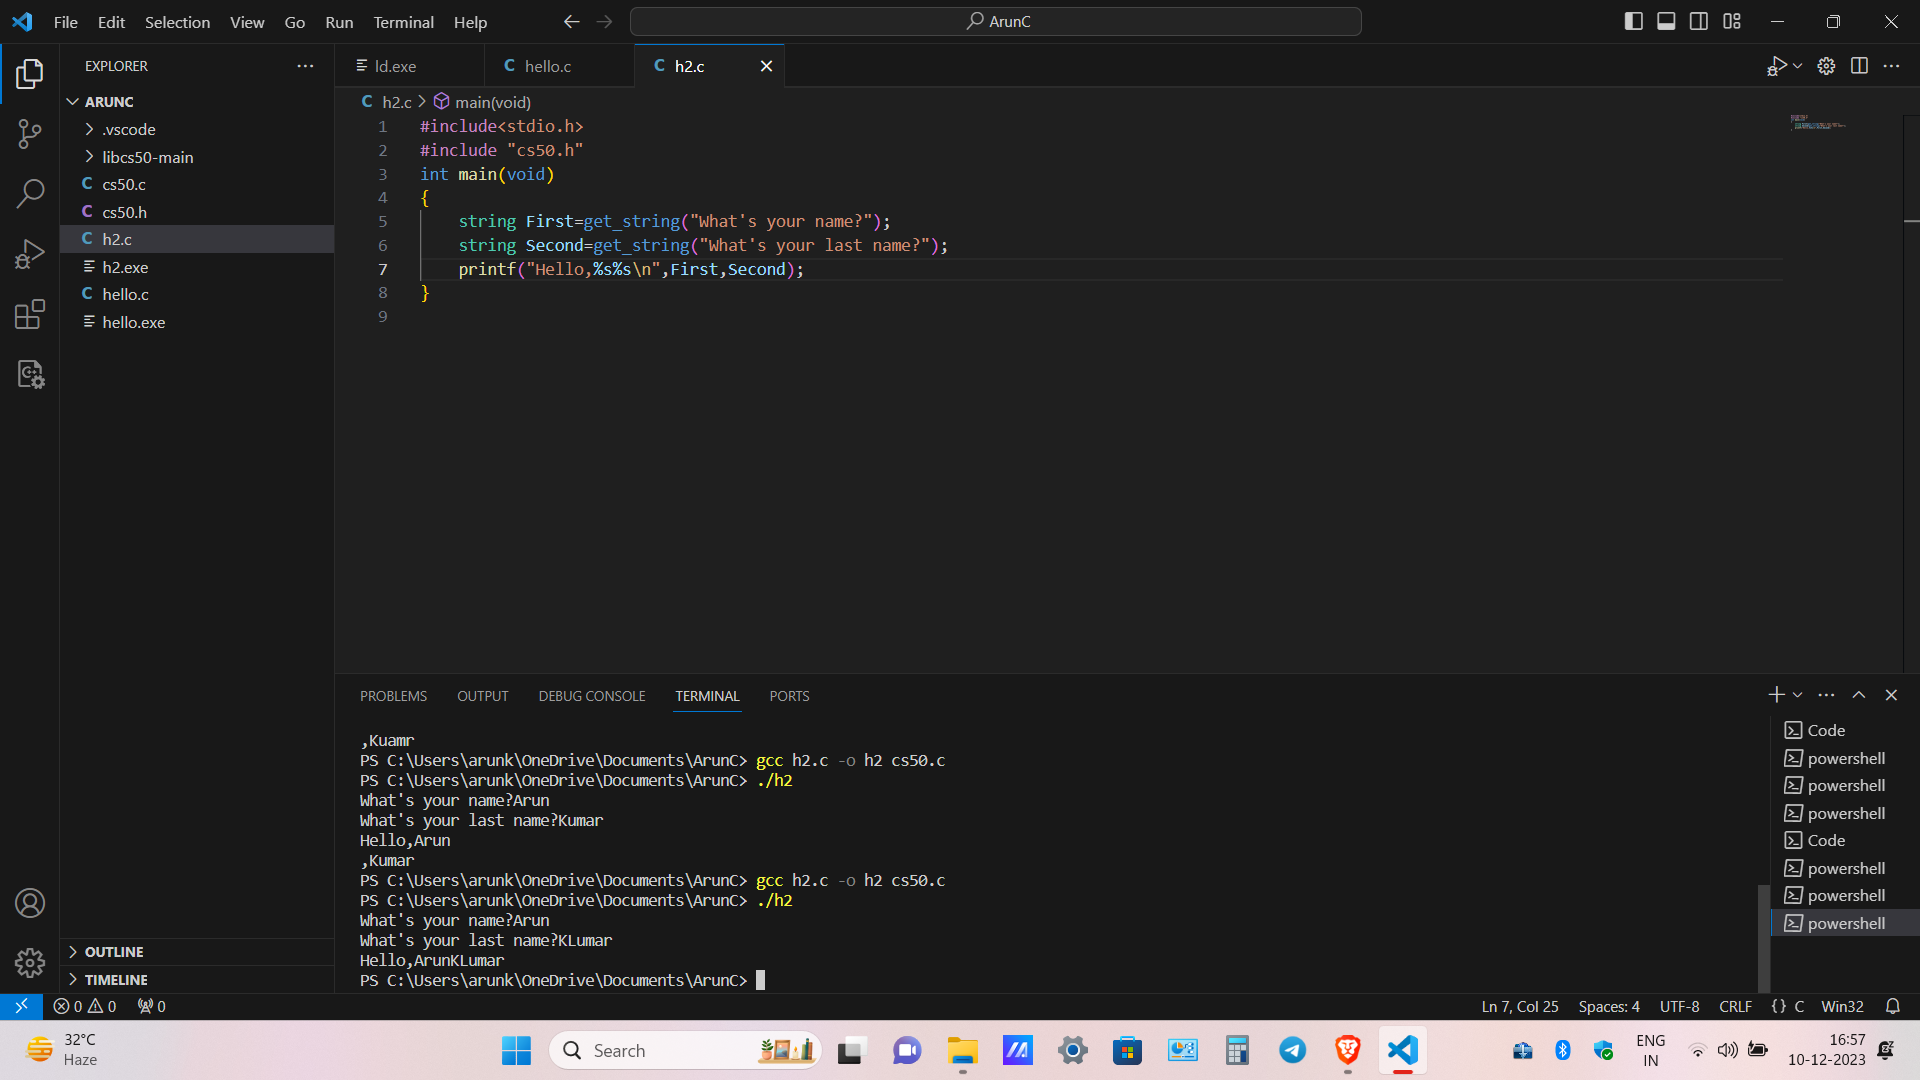 File Edit Selection View Go Run Terminal Help
ArunC
EXPLORER
ARUNC
.vscode
libcs50-main
C cs50.c
C cs50.h
C h2.c
h2.exe
C hello.c
hello.exe
OUTLINE
TIMELINE
ld.exe
C hello.c
C h2.c
C h2.c > main(void)
1 #include<stdio.h>
2 #include "cs50.h"
3 int main(void)
4 {
5 string First=get_string("What's your name?");
6 string Second=get_string("What's your last name?");
7 printf("Hello,%s%s\n",First,Second);
8 }
9
PROBLEMS OUTPUT DEBUG CONSOLE TERMINAL PORTS
,Kuamr
PS C:\Users\arunk\OneDrive\Documents\ArunC> gcc h2.c -o h2 cs50.c
PS C:\Users\arunk\OneDrive\Documents\ArunC> ./h2
What's your name?Arun
What's your last name?Kumar
Hello,Arun
,Kumar
PS C:\Users\arunk\OneDrive\Documents\ArunC> gcc h2.c -o h2 cs50.c
PS C:\Users\arunk\OneDrive\Documents\ArunC> ./h2
What's your name?Arun
What's your last name?KLumar
Hello,ArunKLumar
PS C:\Users\arunk\OneDrive\Documents\ArunC>
Code
powershell
powershell
powershell
Code
powershell
powershell
powershell
0 0 0
Ln 7, Col 25 Spaces: 4 UTF-8 CRLF {} C Win32
32°C
Haze
Search
ENG
IN
16:57
10-12-2023